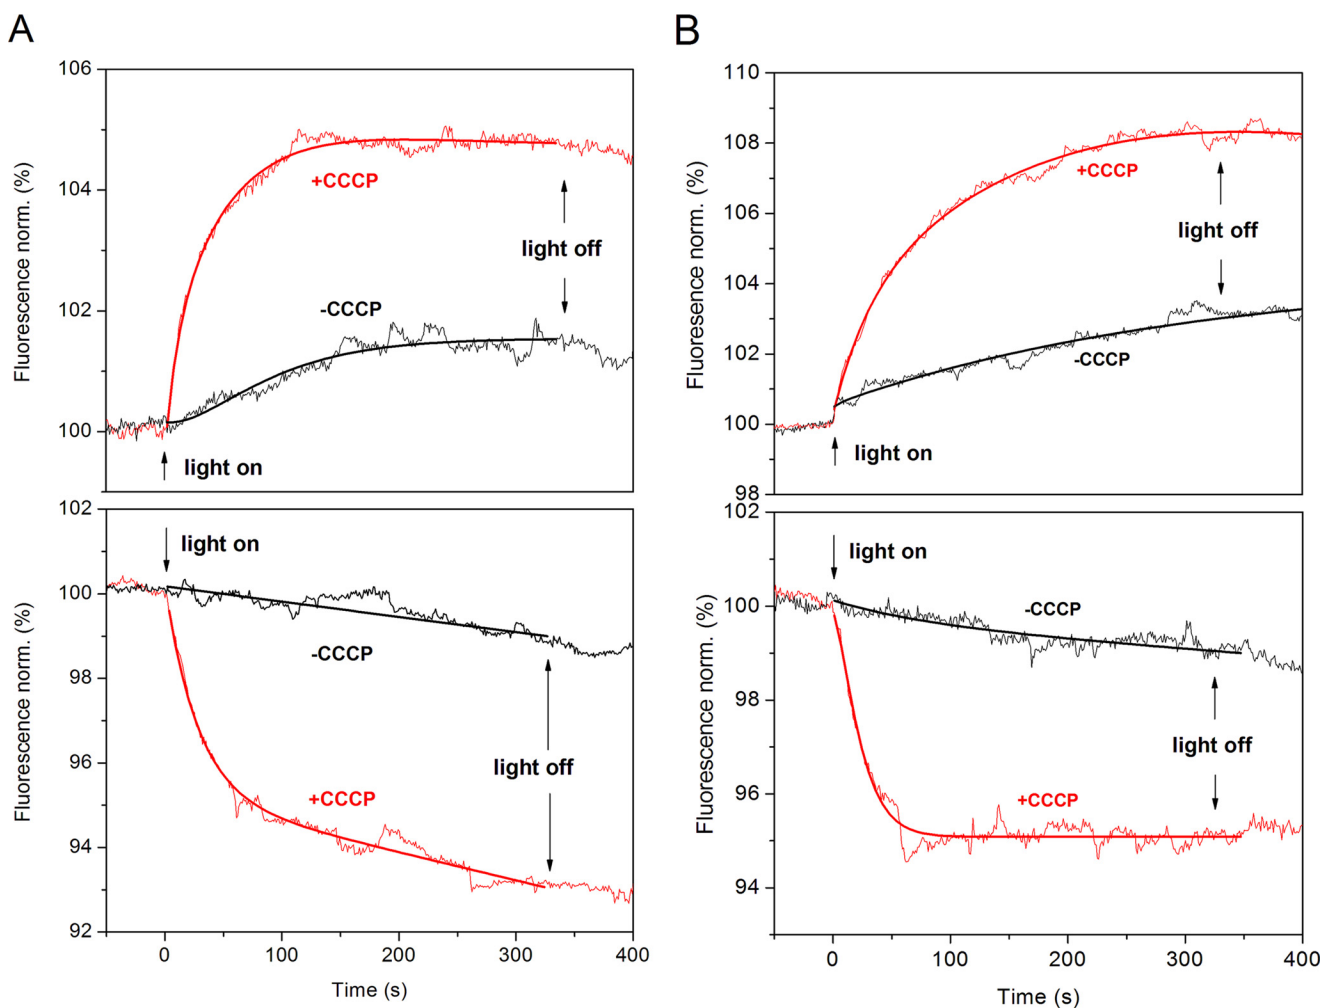 A
106
104
102
100
Fluorescence norm. (%)
+CCCP
-CCCP
light off
light on
102
100
98
96
94
92
Fluorescence norm. (%)
light on
-CCCP
+CCCP
light off
0
100
200
300
400
Time (s)
B
110
108
106
104
102
100
98
Fluoresence norm. (%)
+CCCP
light off
-CCCP
light on
102
100
98
96
94
Fluorescence norm. (%)
light on
-CCCP
light off
+CCCP
0
100
200
300
400
Time (s)